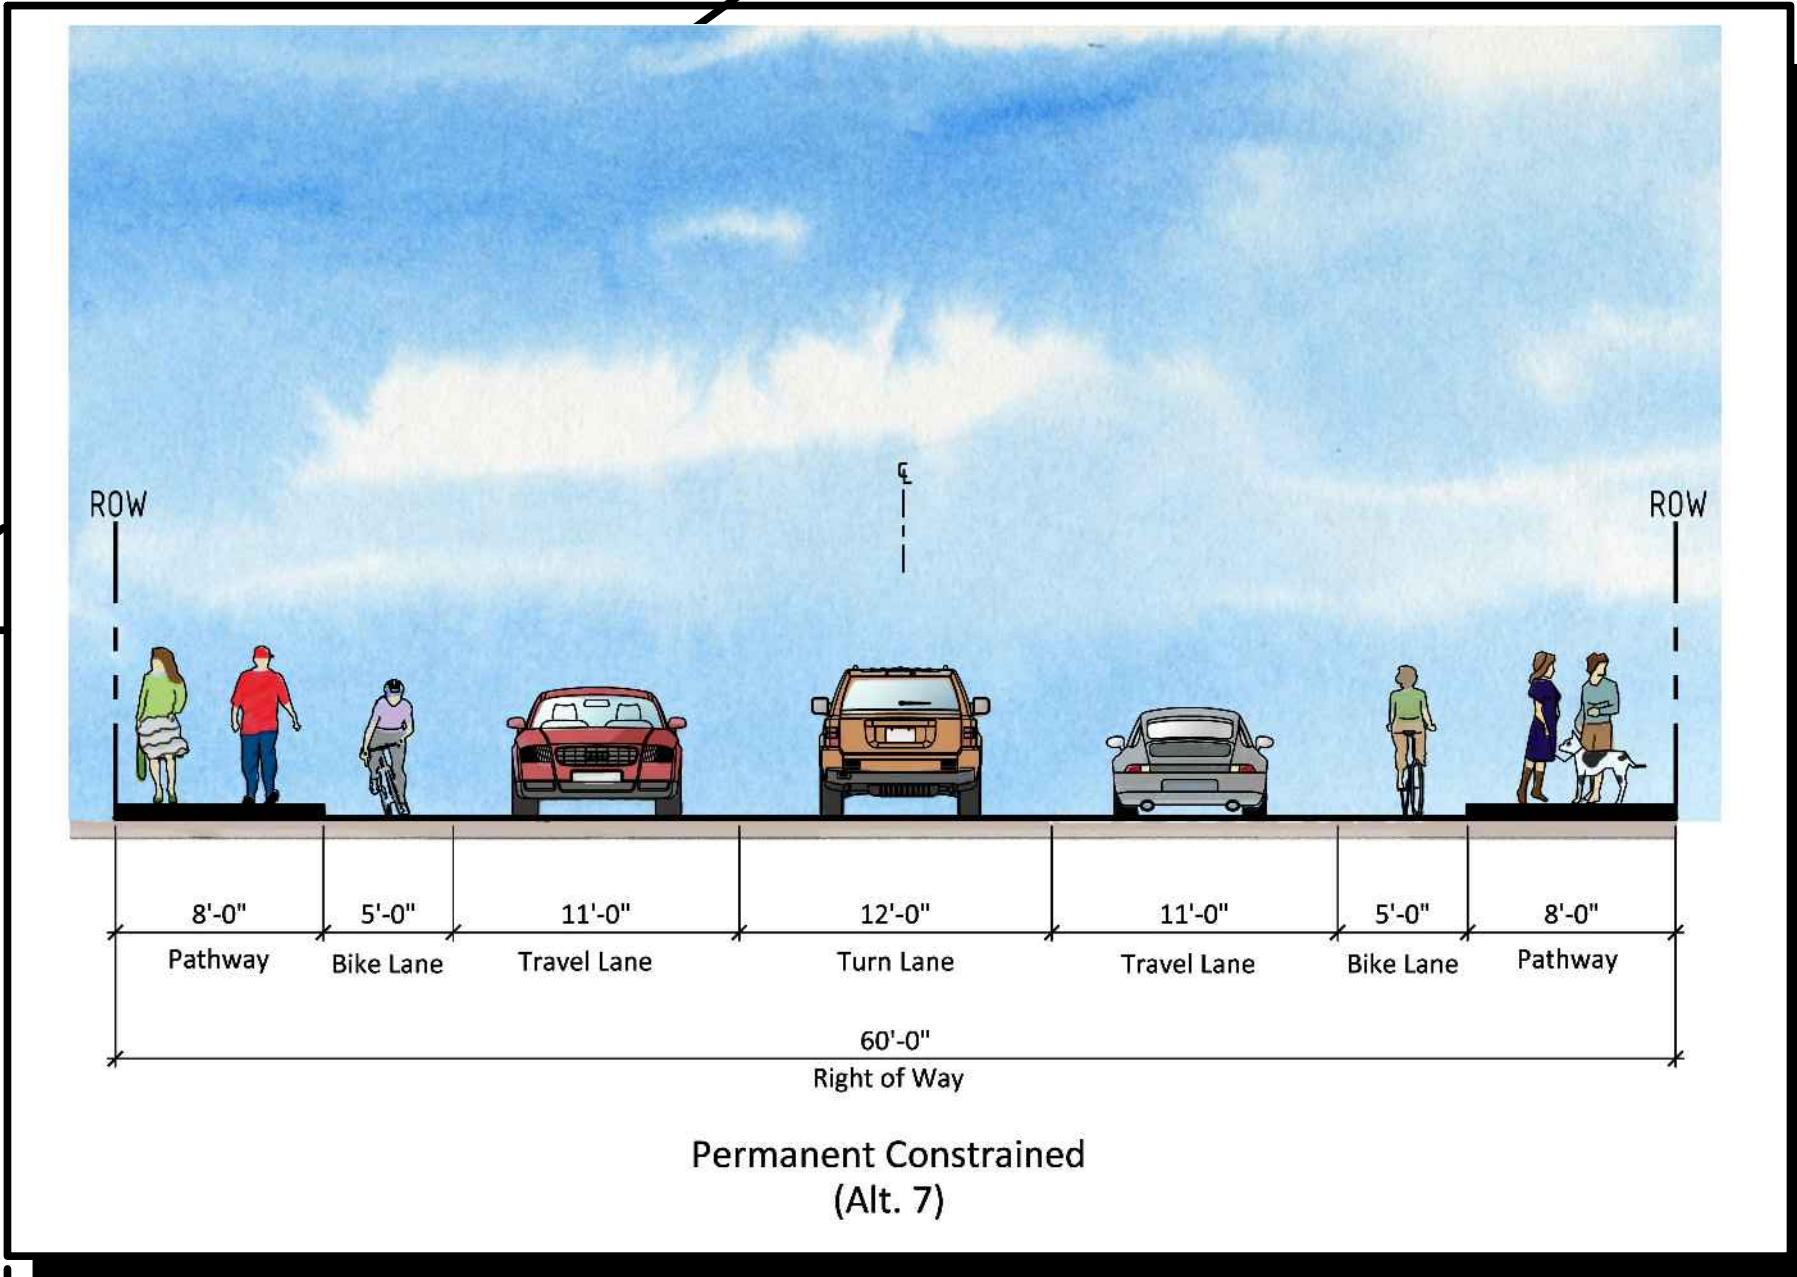 ℄
ROW
ROW
8'-0" 5'-0" 11'-0" 12'-0" 11'-0" 5'-0" 8'-0"
Pathway Bike Lane Travel Lane Turn Lane Travel Lane Bike Lane Pathway
60'-0"
Right of Way
Permanent Constrained
(Alt. 7)